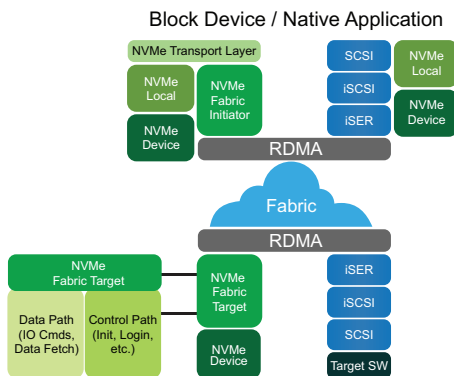 Block Device / Native Application
NVMe Transport Layer
NVMe
Local
NVMe
Device
NVMe
Fabric
Initiator
SCSI
iSCSI
iSER
NVMe
Local
NVMe
Device
RDMA
Fabric
RDMA
NVMe
Fabric Target
Data Path
(IO Cmds,
Data Fetch)
Control Path
(Init, Login,
etc.)
NVMe
Fabric
Target
NVMe
Device
iSER
iSCSI
SCSI
Target SW